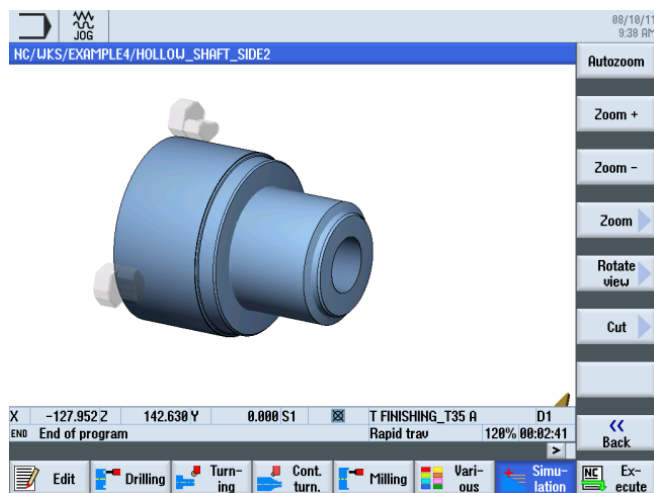 JOG
08/10/11
9:38 AM
NC/WKS/EXAMPLE4/HOLLOW_SHAFT_SIDE2
Autozoom
Zoom +
Zoom -
Zoom
Rotate
view
Cut
X -127.952 Z 142.630 Y 0.000 S1 T FINISHING_T35 A D1
END End of program Rapid trav 120% 00:02:41
<<
Back
>
Edit
Drilling
Turn-
ing
Cont.
turn.
Milling
Vari-
ous
Simu-
lation
NC
Ex-
ecute